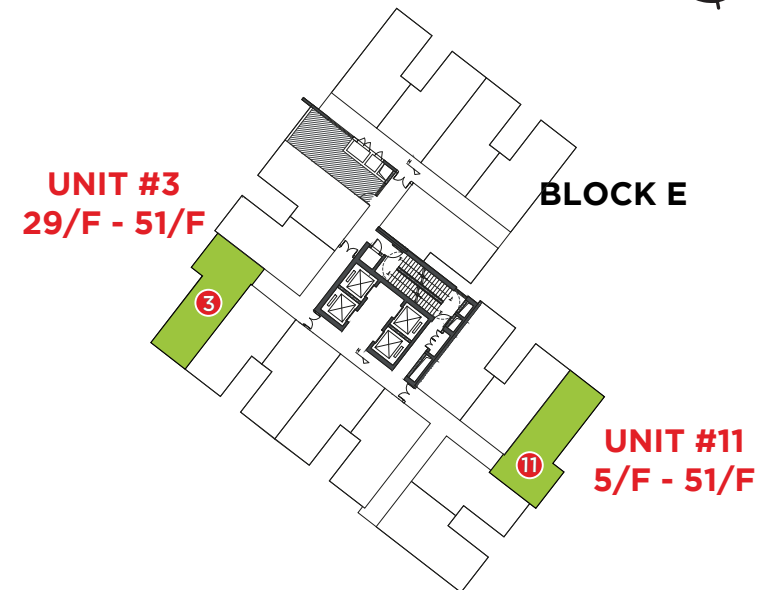 UNIT #3
29/F - 51/F
BLOCK E
3
11
UNIT #11
5/F - 51/F